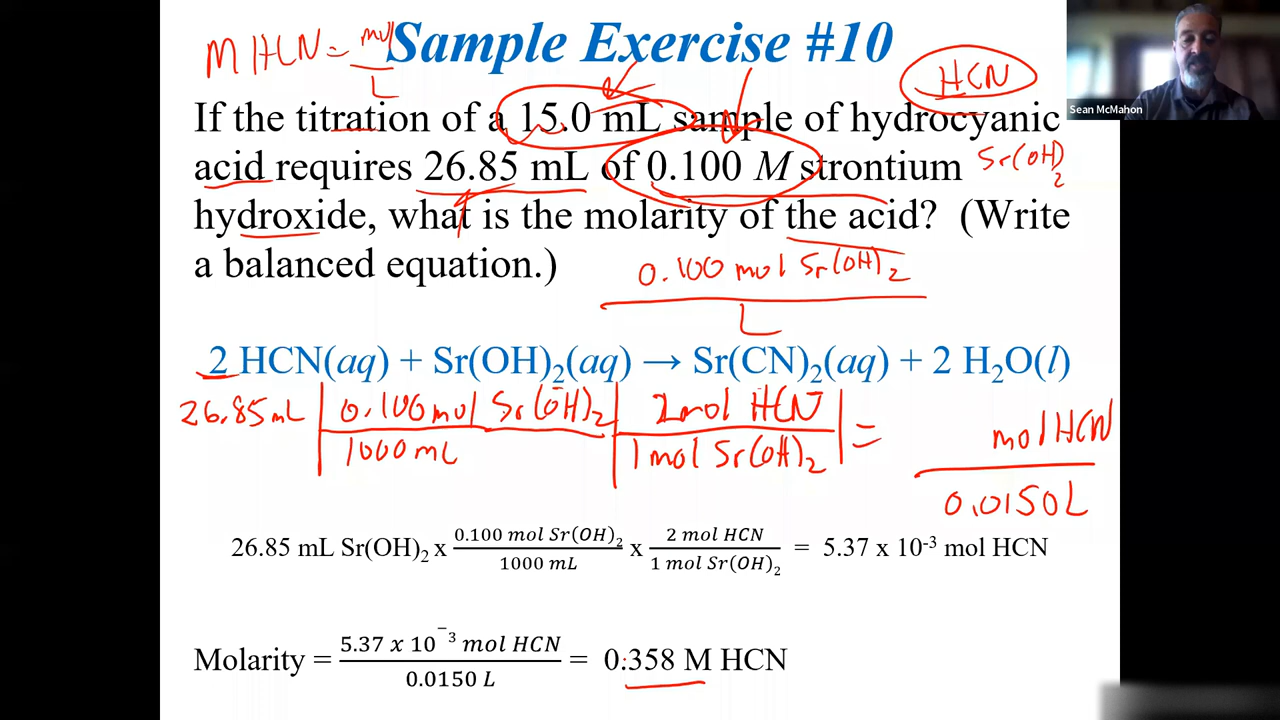 M HCN = mol
L
Sample Exercise #10
HCN
Sean McMahon
If the titration of a 15.0 mL sample of hydrocyanic
acid requires 26.85 mL of 0.100 M strontium
Sr(OH)₂
hydroxide, what is the molarity of the acid? (Write
a balanced equation.)
0.100 mol Sr(OH)₂
L
2 HCN(aq) + Sr(OH)₂(aq) → Sr(CN)₂(aq) + 2 H₂O(l)
26.85 mL | 0.100 mol Sr(OH)₂ | 2 mol HCN | = mol HCN
1000 mL | 1 mol Sr(OH)₂ | 0.0150 L
26.85 mL Sr(OH)₂ x 0.100 mol Sr(OH)₂ x 2 mol HCN = 5.37 x 10⁻³ mol HCN
1000 mL 1 mol Sr(OH)₂
Molarity = 5.37 x 10⁻³ mol HCN = 0.358 M HCN
0.0150 L